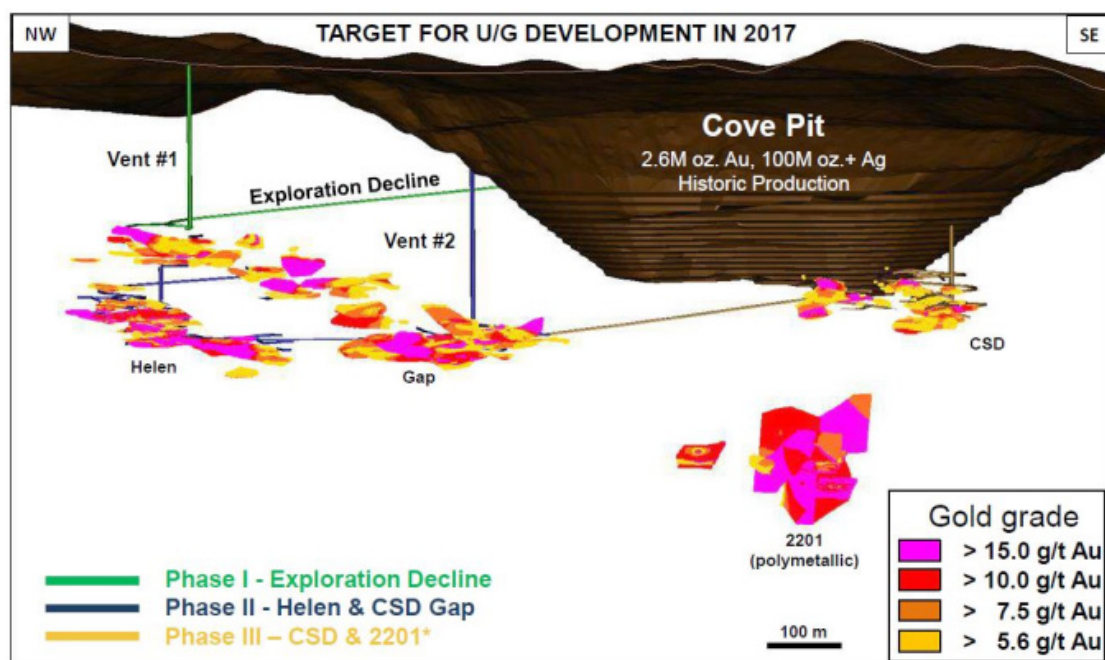 NW
TARGET FOR U/G DEVELOPMENT IN 2017
SE
Cove Pit
2.6M oz. Au, 100M oz.+ Ag
Historic Production
Vent #1
Exploration Decline
Vent #2
Helen
Gap
CSD
2201
(polymetallic)
Phase I - Exploration Decline
Phase II - Helen & CSD Gap
Phase III – CSD & 2201*
100 m
Gold grade
> 15.0 g/t Au
> 10.0 g/t Au
> 7.5 g/t Au
> 5.6 g/t Au